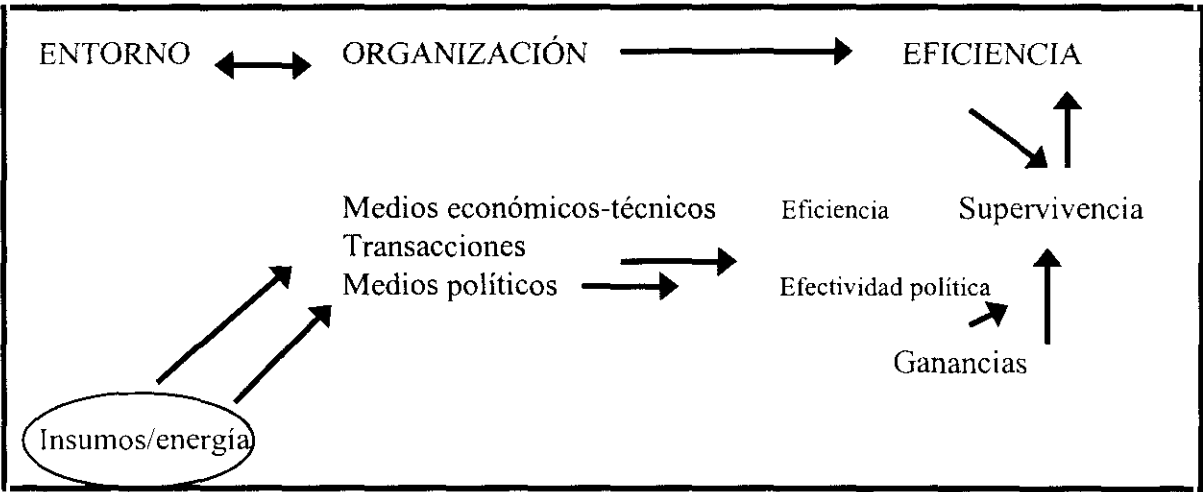 ENTORNO ORGANIZACIÓN EFICIENCIA
Medios económicos-técnicos Eficiencia Supervivencia
Transacciones
Medios políticos Efectividad política
Ganancias
Insumos/energía